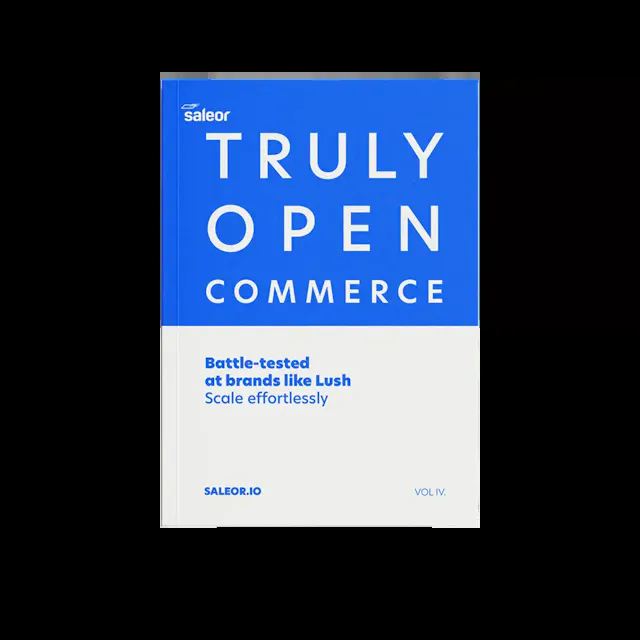 saleor
TRULY
OPEN
COMMERCE
Battle-tested
at brands like Lush
Scale effortlessly
SALEOR.IO
VOL IV.